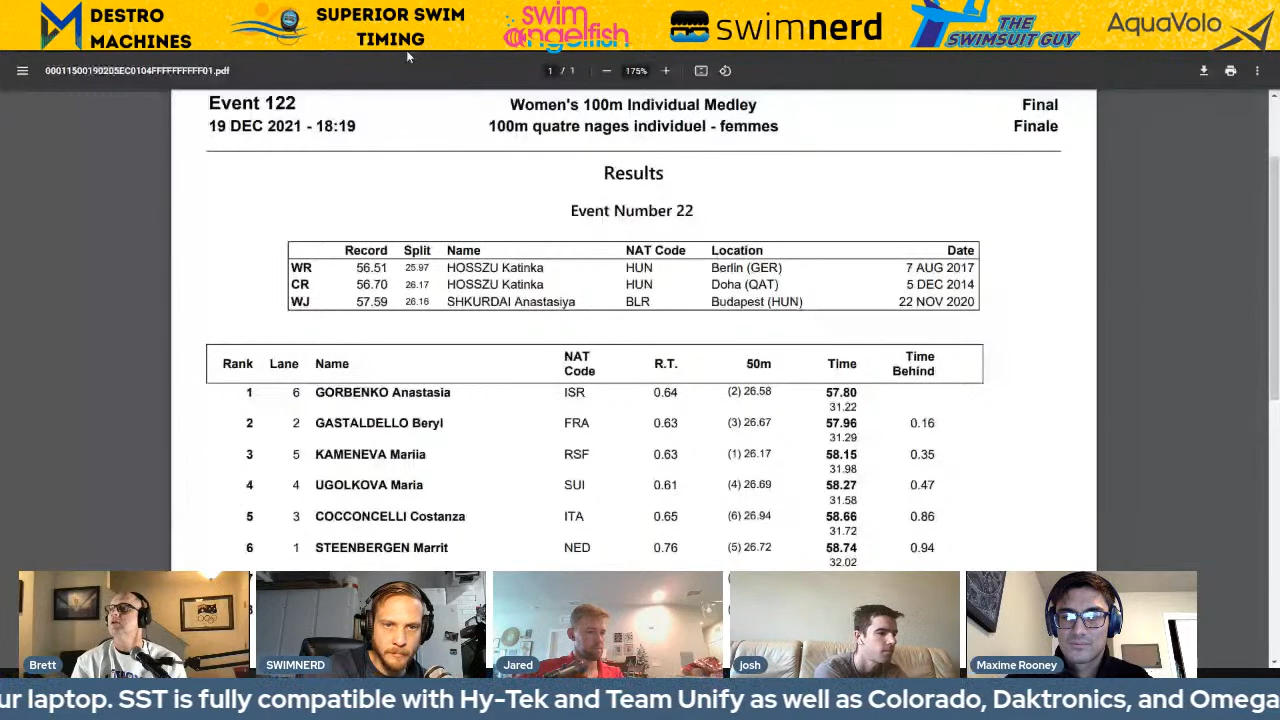 DESTRO
MACHINES
SUPERIOR SWIM
TIMING
swim
angelfish
swimnerd
THE
SWIMSUIT GUY
AquaVolo
00011500190205EC0104FFFFFFFFFF01.pdf
1 / 1
175%
Event 122 Women's 100m Individual Medley Final
19 DEC 2021 - 18:19 100m quatre nages individuel - femmes Finale
Results
Event Number 22
Record Split Name NAT Code Location Date
WR 56.51 25.97 HOSSZU Katinka HUN Berlin (GER) 7 AUG 2017
CR 56.70 26.17 HOSSZU Katinka HUN Doha (QAT) 5 DEC 2014
WJ 57.59 26.16 SHKURDAI Anastasiya BLR Budapest (HUN) 22 NOV 2020
Rank Lane Name NAT Code R.T. 50m Time Time Behind
1 6 GORBENKO Anastasia ISR 0.64 (2) 26.58 57.80
31.22
2 2 GASTALDELLO Beryl FRA 0.63 (3) 26.67 57.96 0.16
31.29
3 5 KAMENEVA Mariia RSF 0.63 (1) 26.17 58.15 0.35
31.98
4 4 UGOLKOVA Maria SUI 0.61 (4) 26.69 58.27 0.47
31.58
5 3 COCCONCELLI Costanza ITA 0.65 (6) 26.94 58.66 0.86
31.72
6 1 STEENBERGEN Marrit NED 0.76 (5) 26.72 58.74 0.94
32.02
Brett
SWIMNERD
Jared
josh
Maxime Rooney
ur laptop. SST is fully compatible with Hy-Tek and Team Unify as well as Colorado, Daktronics, and Omega